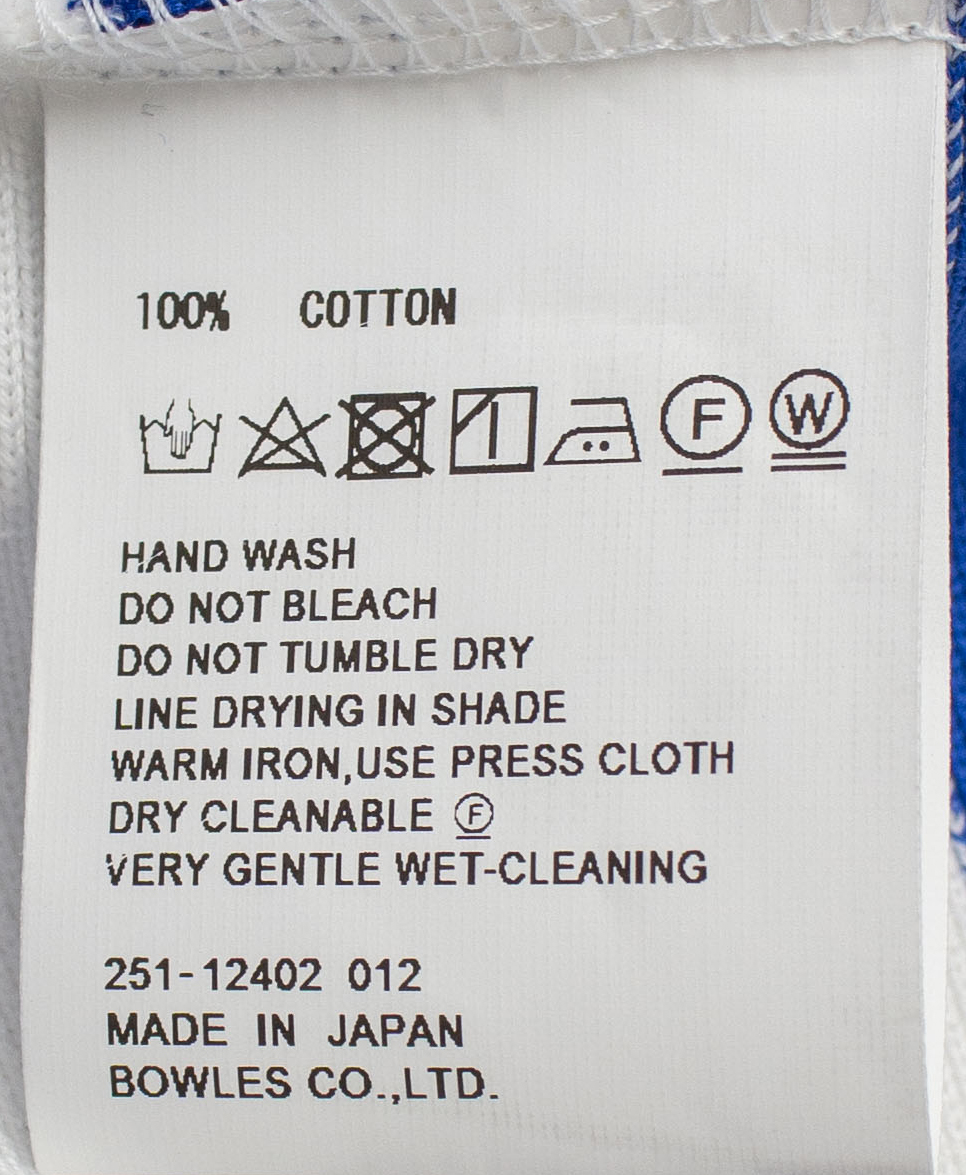 100% COTTON
F W
HAND WASH
DO NOT BLEACH
DO NOT TUMBLE DRY
LINE DRYING IN SHADE
WARM IRON,USE PRESS CLOTH
DRY CLEANABLE Ⓕ
VERY GENTLE WET-CLEANING
251-12402 012
MADE IN JAPAN
BOWLES CO.,LTD.